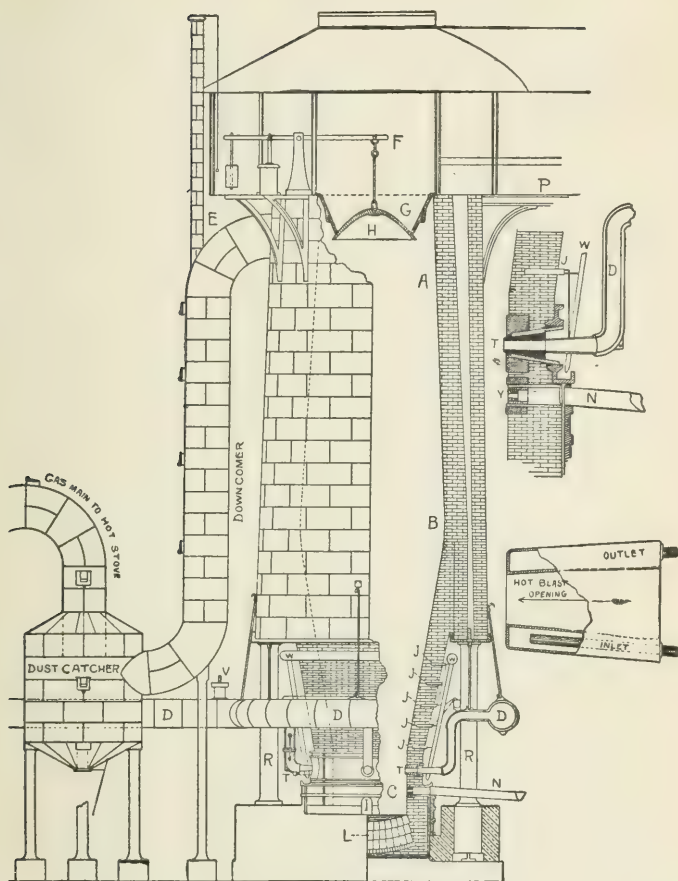 F
P
G
H
E
A
W
J
D
T
Y
N
DOWNCOMER
GAS MAIN TO HOT STOVE
B
OUTLET
HOT BLAST
OPENING
INLET
DUST CATCHER
V
W
J
W
J
J
J
J
D
D
D
R
T
T
R
C
N
L